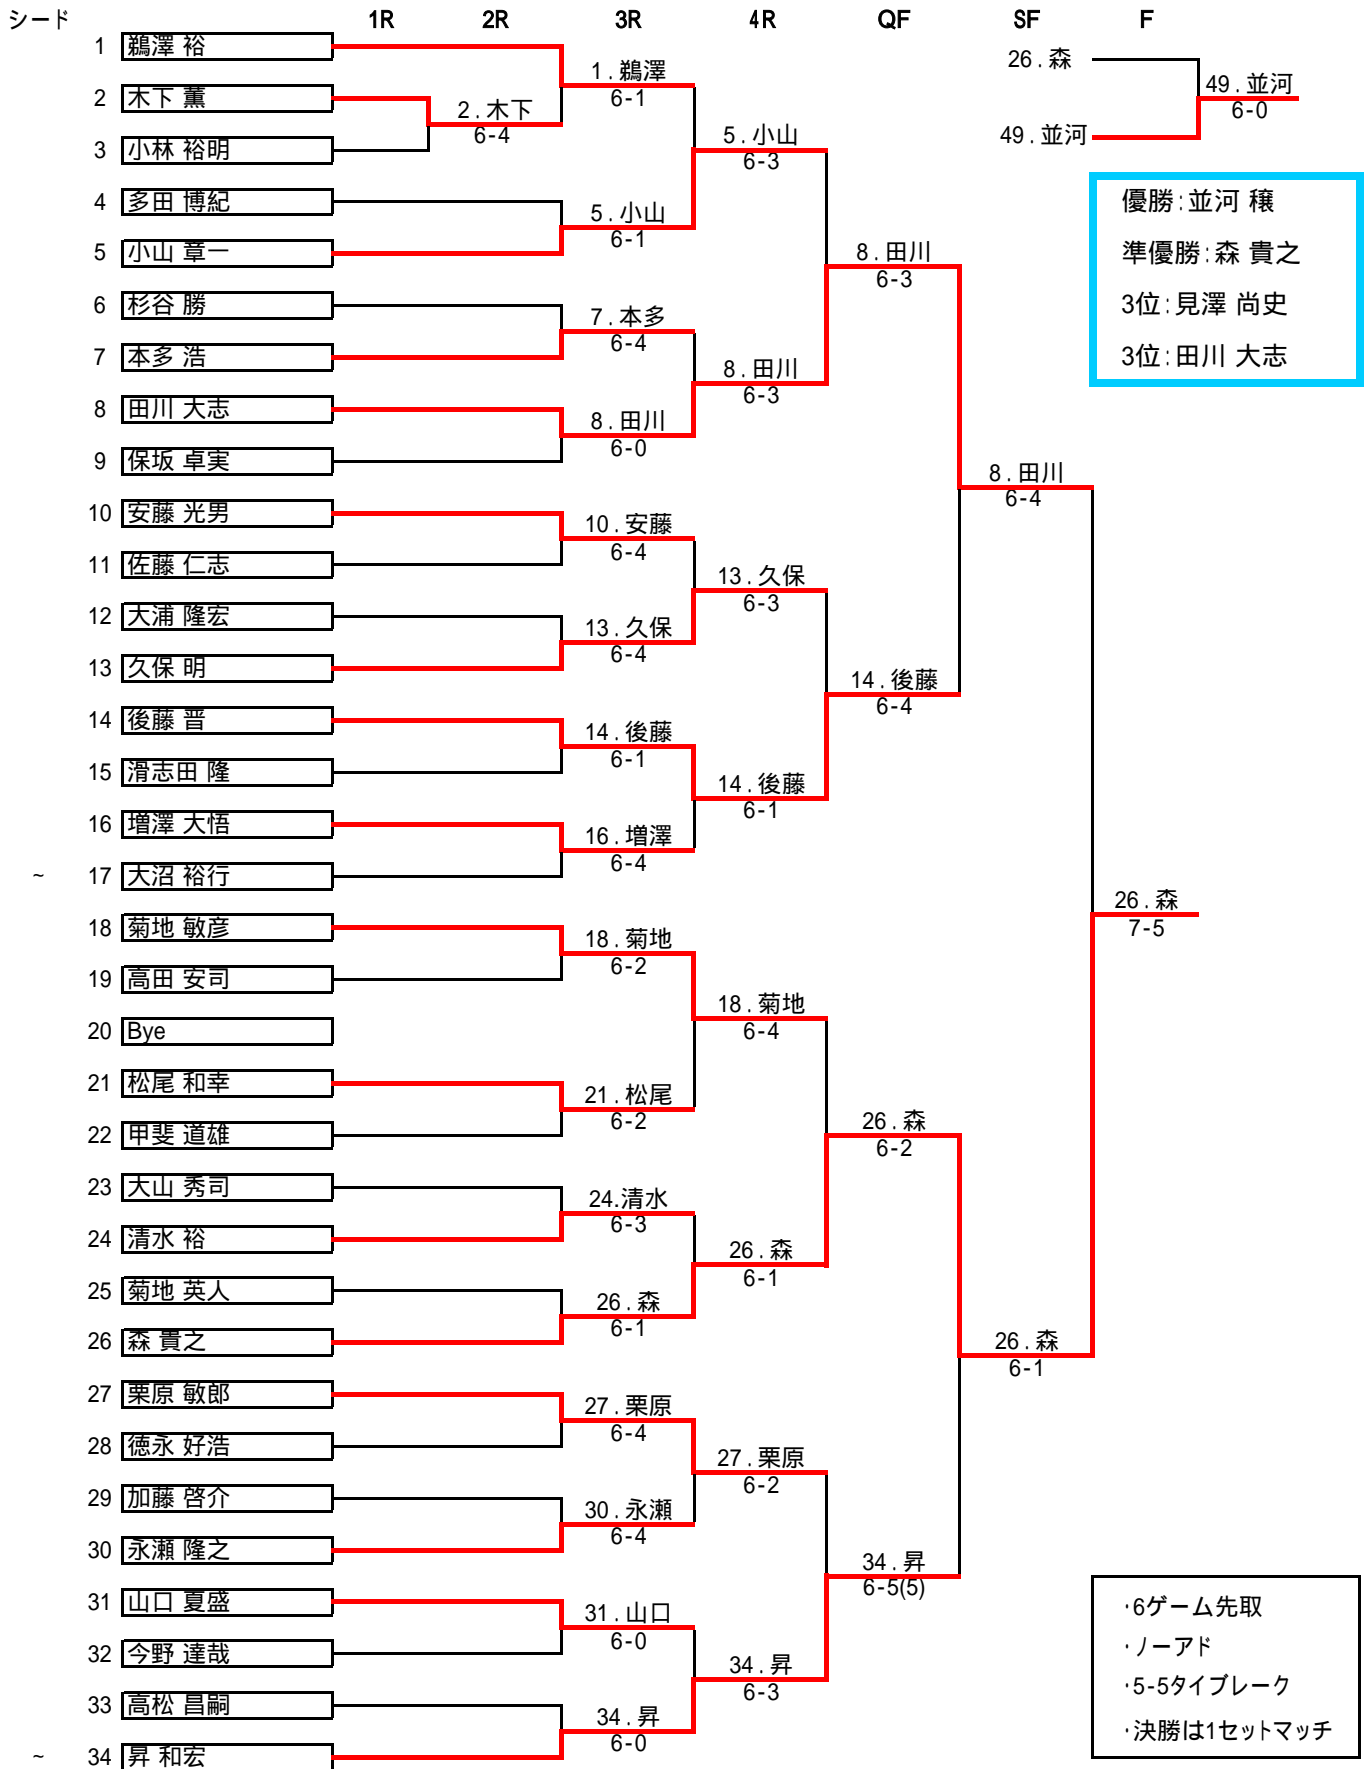 シード 1R 2R 3R 4R QF SF F
1 鵜澤 裕
2 木下 薫
3 小林 裕明
4 多田 博紀
5 小山 章一
6 杉谷 勝
7 本多 浩
8 田川 大志
9 保坂 卓実
10 安藤 光男
11 佐藤 仁志
12 大浦 隆宏
13 久保 明
14 後藤 晋
15 滑志田 隆
16 増澤 大悟
~ 17 大沼 裕行
18 菊地 敏彦
19 高田 安司
20 Bye
21 松尾 和幸
22 甲斐 道雄
23 大山 秀司
24 清水 裕
25 菊地 英人
26 森 貴之
27 栗原 敏郎
28 徳永 好浩
29 加藤 啓介
30 永瀬 隆之
31 山口 夏盛
32 今野 達哉
33 高松 昌嗣
~ 34 昇 和宏
2．木下
6-4
1．鵜澤
6-1
5．小山
6-1
7．本多
6-4
8．田川
6-0
10．安藤
6-4
13．久保
6-4
14．後藤
6-1
16．増澤
6-4
18．菊地
6-2
21．松尾
6-2
24.清水
6-3
26．森
6-1
27．栗原
6-4
30．永瀬
6-4
31．山口
6-0
34．昇
6-0
5．小山
6-3
8．田川
6-3
13．久保
6-3
14．後藤
6-1
18．菊地
6-4
26．森
6-1
27．栗原
6-2
34．昇
6-3
8．田川
6-3
14．後藤
6-4
26．森
6-2
34．昇
6-5(5)
8．田川
6-4
26．森
6-1
26．森
7-5
26．森
49．並河
49．並河
6-0
優勝：並河 穣
準優勝：森 貴之
3位：見澤 尚史
3位：田川 大志
・6ゲーム先取
・ノーアド
・5-5タイブレーク
・決勝は1セットマッチ